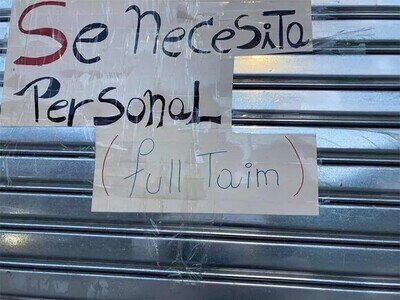 Se necesita
Personal
(full Taim)